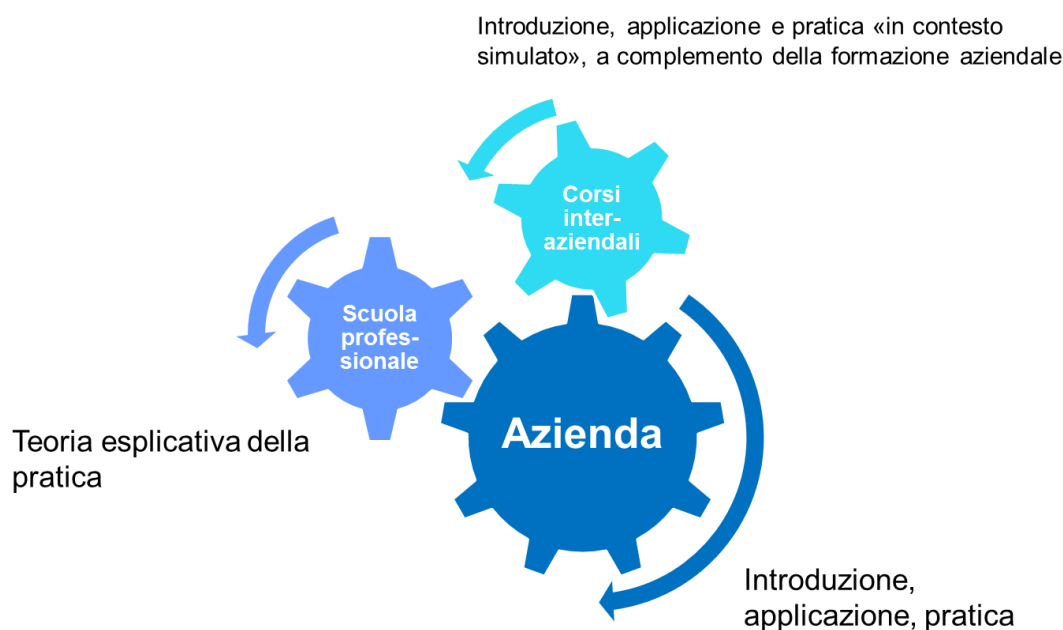 Introduzione, applicazione e pratica «in contesto
simulato», a complemento della formazione aziendale
Corsi
inter-
aziendali
Scuola
profes-
sionale
Azienda
Teoria esplicativa della
pratica
Introduzione,
applicazione, pratica